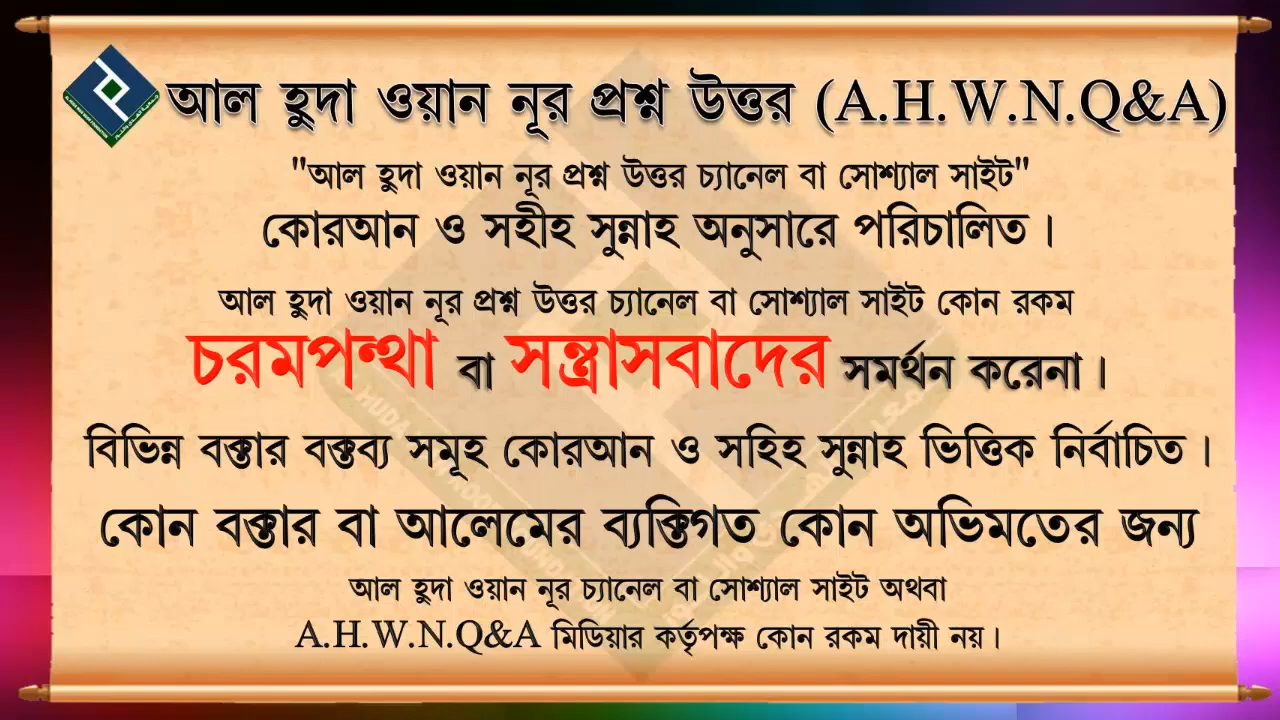 আল হুদা ওয়ান নূর প্রশ্ন উত্তর (A.H.W.N.Q&A)
"আল হুদা ওয়ান নূর প্রশ্ন উত্তর চ্যানেল বা সোশ্যাল সাইট"
কোরআন ও সহীহ সুন্নাহ অনুসারে পরিচালিত।
আল হুদা ওয়ান নূর প্রশ্ন উত্তর চ্যানেল বা সোশ্যাল সাইট কোন রকম
চরমপন্থা বা সন্ত্রাসবাদের সমর্থন করেনা।
বিভিন্ন বক্তার বক্তব্য সমূহ কোরআন ও সহিহ সুন্নাহ ভিত্তিক নির্বাচিত।
কোন বক্তার বা আলেমের ব্যক্তিগত কোন অভিমতের জন্য
আল হুদা ওয়ান নূর চ্যানেল বা সোশ্যাল সাইট অথবা
A.H.W.N.Q&A মিডিয়ার কর্তৃপক্ষ কোন রকম দায়ী নয়।